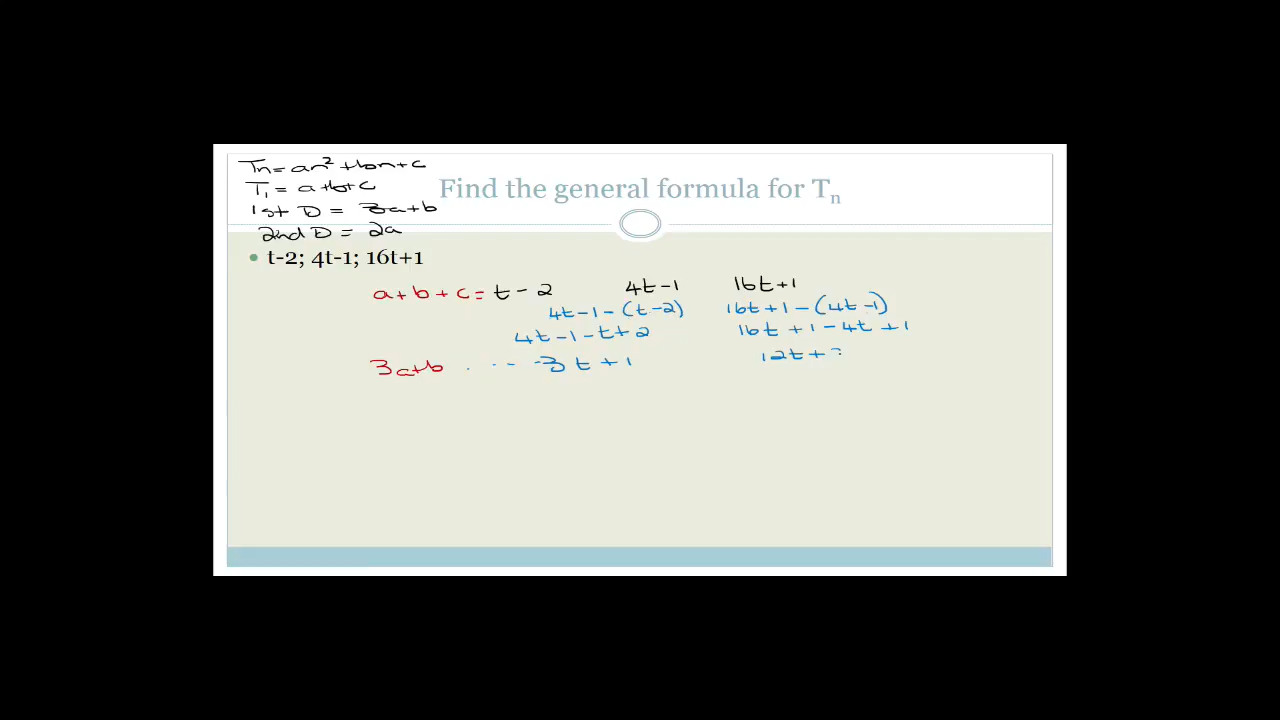 Tn = an² + bn + c
T₁ = a+b+c
1st D = 3a+b
2nd D = 2a
Find the general formula for Tₙ
• t-2; 4t-1; 16t+1
a+b+c = t - 2 4t-1 16t+1
4t-1-(t-2) 16t+1-(4t-1)
4t-1-t+2 16t+1-4t+1
3a+b ... -- 3t+1 12t+